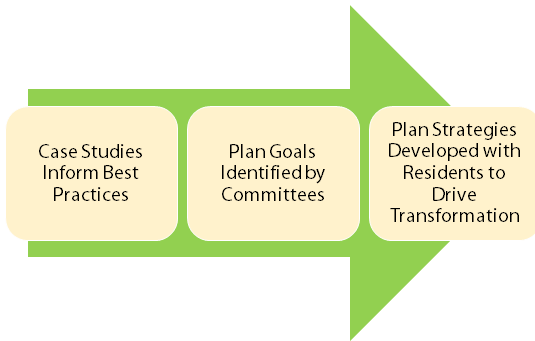 Case Studies
Inform Best
Practices
Plan Goals
Identified by
Committees
Plan Strategies
Developed with
Residents to
Drive
Transformation